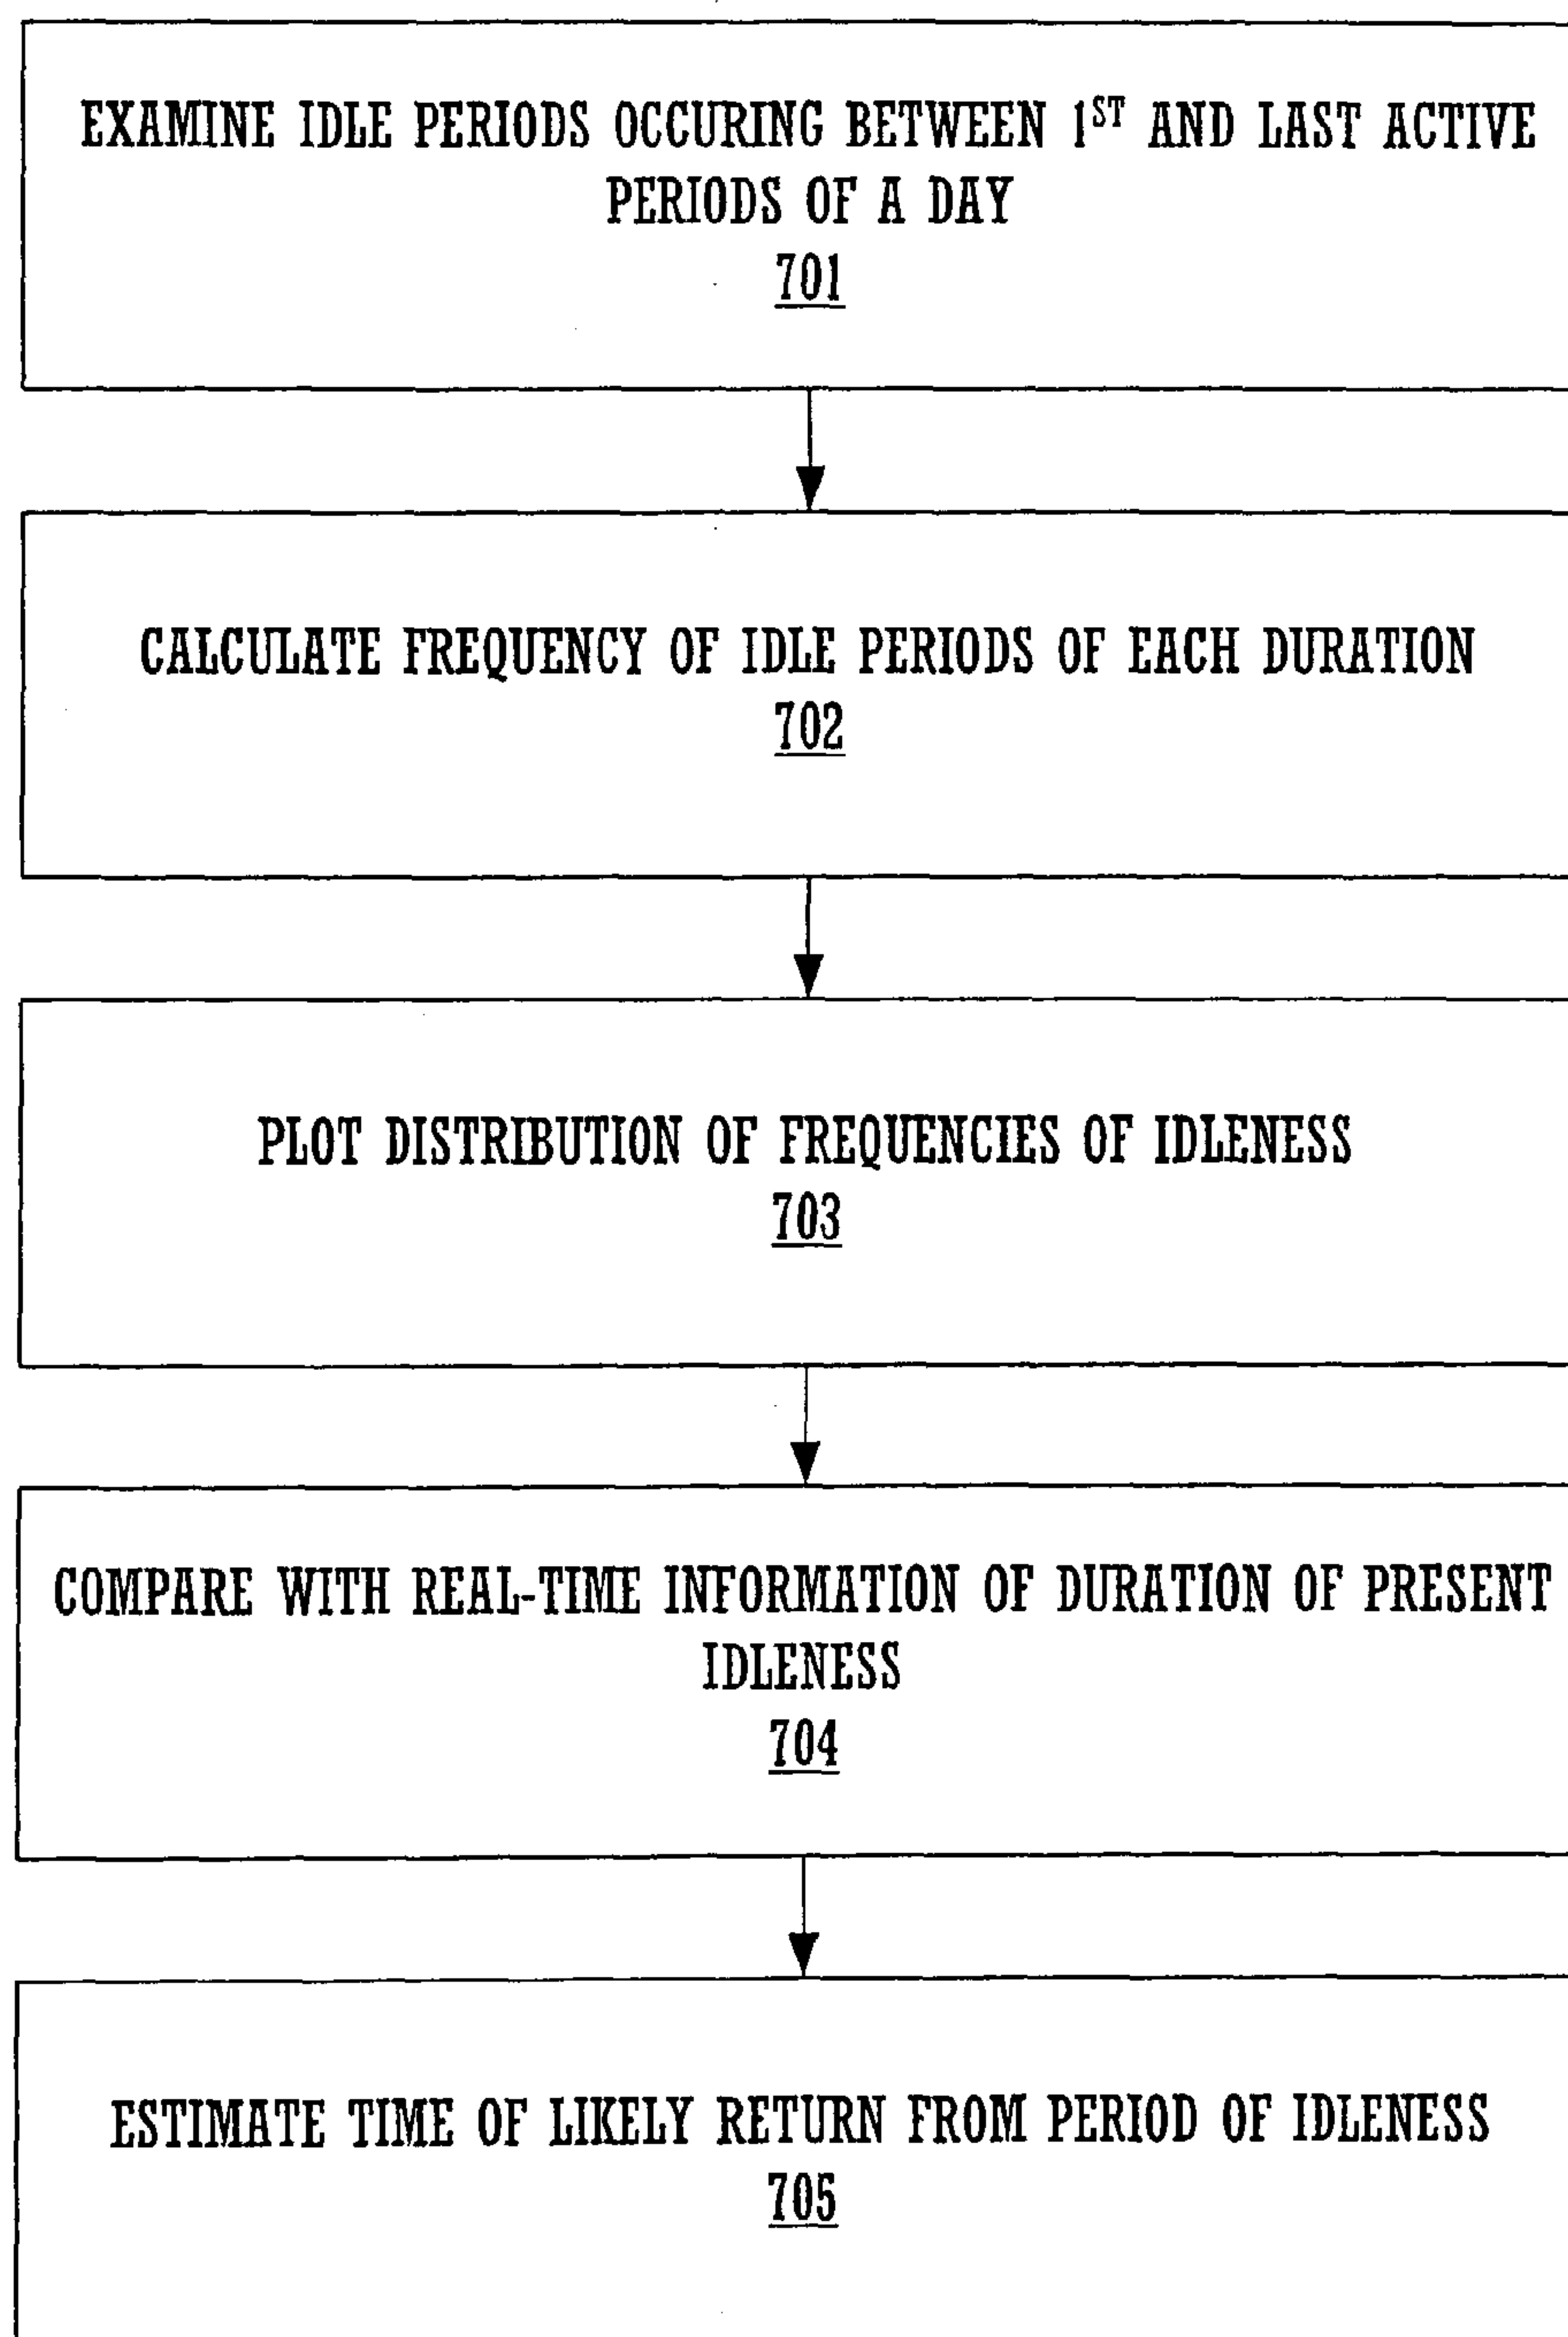 EXAMINE IDLE PERIODS OCCURING BETWEEN 1ST AND LAST ACTIVE
PERIODS OF A DAY
701
CALCULATE FREQUENCY OF IDLE PERIODS OF EACH DURATION
702
PLOT DISTRIBUTION OF FREQUENCIES OF IDLENESS
703
COMPARE WITH REAL-TIME INFORMATION OF DURATION OF PRESENT
IDLENESS
704
ESTIMATE TIME OF LIKELY RETURN FROM PERIOD OF IDLENESS
705